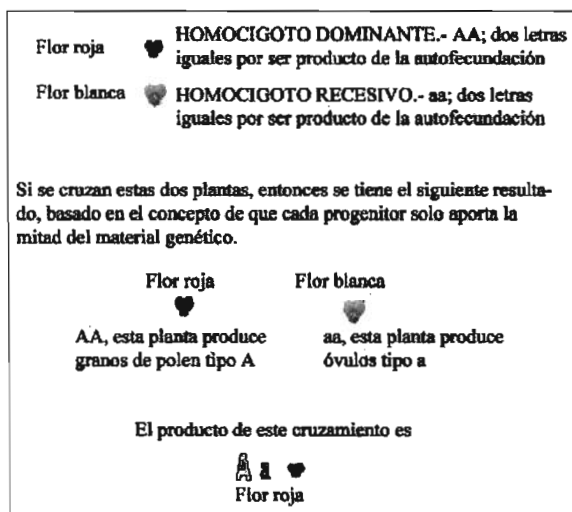 Flor roja HOMOCIGOTO DOMINANTE.- AA; dos letras
iguales por ser producto de la autofecundación
Flor blanca HOMOCIGOTO RECESIVO.- aa; dos letras
iguales por ser producto de la autofecundación
Si se cruzan estas dos plantas, entonces se tiene el siguiente resulta-
do, basado en el concepto de que cada progenitor solo aporta la
mitad del material genético.
Flor roja Flor blanca
AA, esta planta produce aa, esta planta produce
granos de polen tipo A óvulos tipo a
El producto de este cruzamiento es
A a
Flor roja